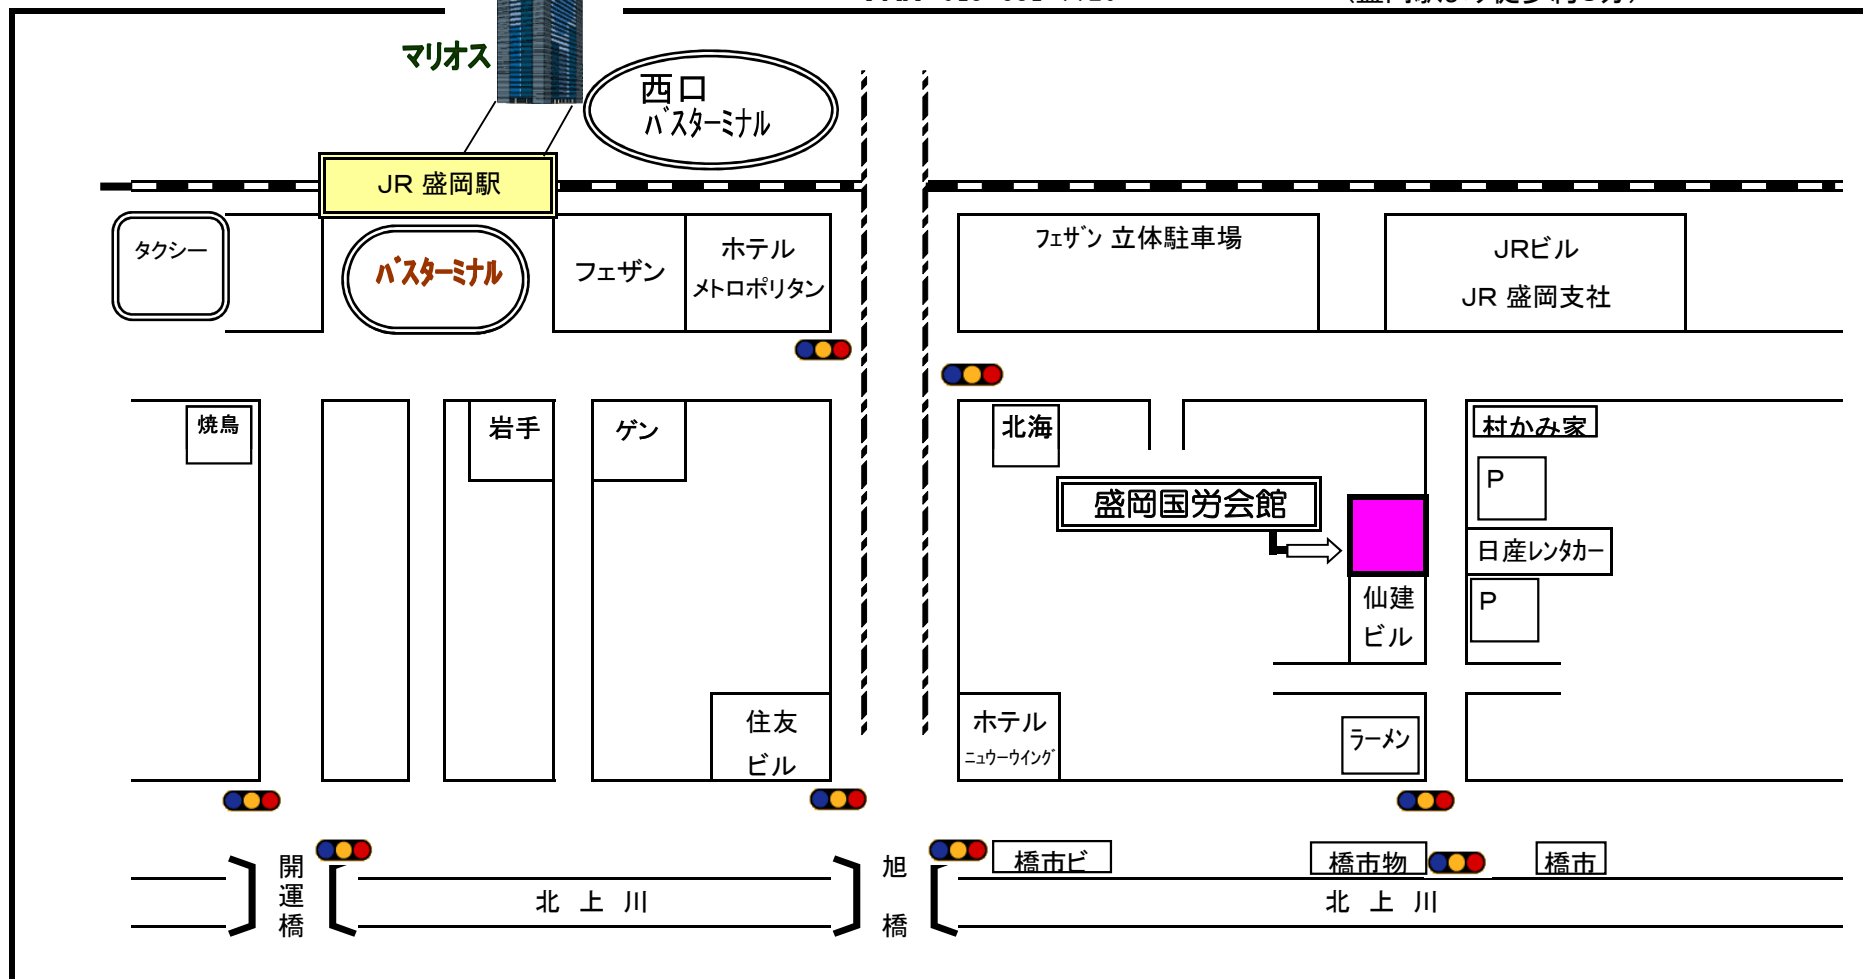 マリオス
西口
バスターミナル
JR 盛岡駅
タクシー
バスターミナル
フェザン
ホテル
メトロポリタン
フェザン 立体駐車場
JRビル
JR 盛岡支社
焼鳥
岩手
ゲン
北海
村かみ家
P
盛岡国労会館
日産レンタカー
仙建
ビル
P
住友
ビル
ホテル
ニューウイング
ラーメン
開運橋
旭橋
橋市ビ
橋市物
橋市
北上川
北上川